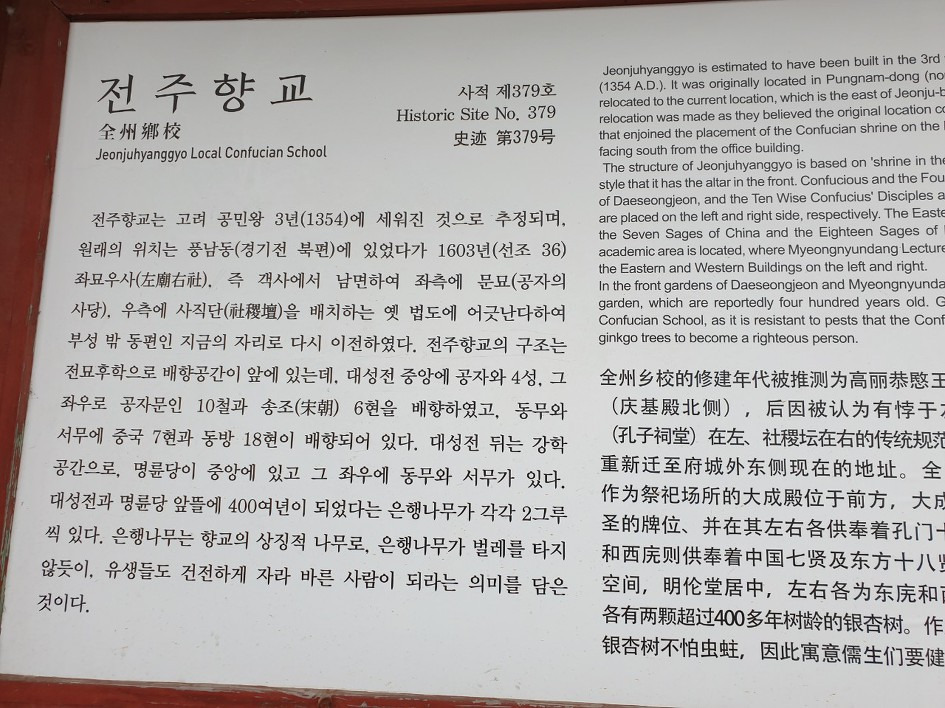 전주향교
全州鄕校
Jeonjuhyanggyo Local Confucian School
사적 제379호
Historic Site No. 379
史迹 第379号
전주향교는 고려 공민왕 3년(1354)에 세워진 것으로 추정되며,
원래의 위치는 풍남동(경기전 북편)에 있었다가 1603년(선조 36)
좌묘우사(左廟右社), 즉 객사에서 남면하여 좌측에 문묘(공자의
사당), 우측에 사직단(社稷壇)을 배치하는 옛 법도에 어긋난다하여
부성 밖 동편인 지금의 자리로 다시 이전하였다. 전주향교의 구조는
전묘후학으로 배향공간이 앞에 있는데, 대성전 중앙에 공자와 4성, 그
좌우로 공자문인 10철과 송조(宋朝) 6현을 배향하였고, 동무와
서무에 중국 7현과 동방 18현이 배향되어 있다. 대성전 뒤는 강학
공간으로, 명륜당이 중앙에 있고 그 좌우에 동무와 서무가 있다.
대성전과 명륜당 앞뜰에 400여년이 되었다는 은행나무가 각각 2그루
씩 있다. 은행나무는 향교의 상징적 나무로, 은행나무가 벌레를 타지
않듯이, 유생들도 건전하게 자라 바른 사람이 되라는 의미를 담은
것이다.
Jeonjuhyanggyo is estimated to have been built in the 3rd
(1354 A.D.). It was originally located in Pungnam-dong (no
relocated to the current location, which is the east of Jeonju-b
relocation was made as they believed the original location co
that enjoined the placement of the Confucian shrine on the
facing south from the office building.
The structure of Jeonjuhyanggyo is based on 'shrine in the
style that it has the altar in the front. Confucious and the Fou
of Daeseongjeon, and the Ten Wise Confucius' Disciples a
are placed on the left and right side, respectively. The Easte
the Seven Sages of China and the Eighteen Sages of
academic area is located, where Myeongnyundang Lecture
the Eastern and Western Buildings on the left and right.
In the front gardens of Daeseongjeon and Myeongnyunda
garden, which are reportedly four hundred years old. G
Confucian School, as it is resistant to pests that the Conf
ginkgo trees to become a righteous person.
全州乡校的修建年代被推测为高丽恭愍王
（庆基殿北侧），后因被认为有悖于
（孔子祠堂）在左、社稷坛在右的传统规范
重新迁至府城外东侧现在的地址。全
作为祭祀场所的大成殿位于前方，大成
圣的牌位、并在其左右各供奉着孔门十
和西庑则供奉着中国七贤及东方十八贤
空间，明伦堂居中，左右各为东庑和西
各有两颗超过400多年树龄的银杏树。作
银杏树不怕虫蛀，因此寓意儒生们要健